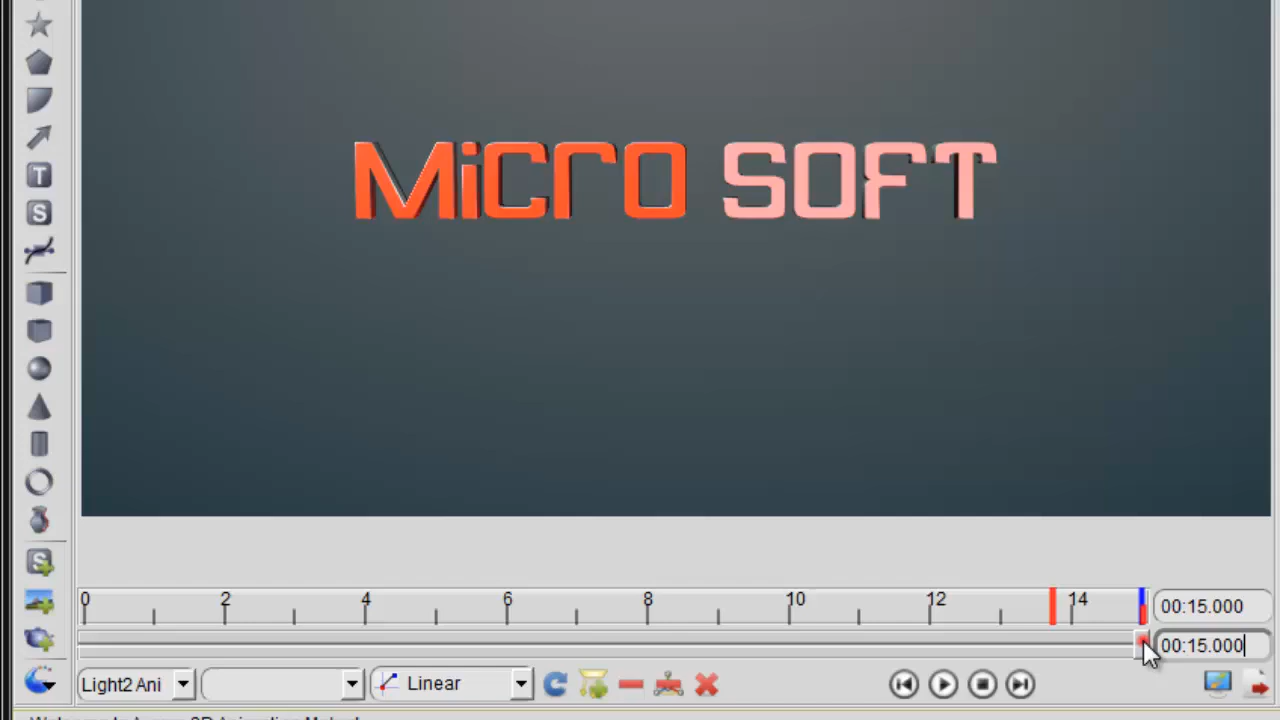 MiCrO SOFT
T
S
S
0 2 4 6 8 10 12 14
00:15.000
00:15.000
Light2 Ani
Linear